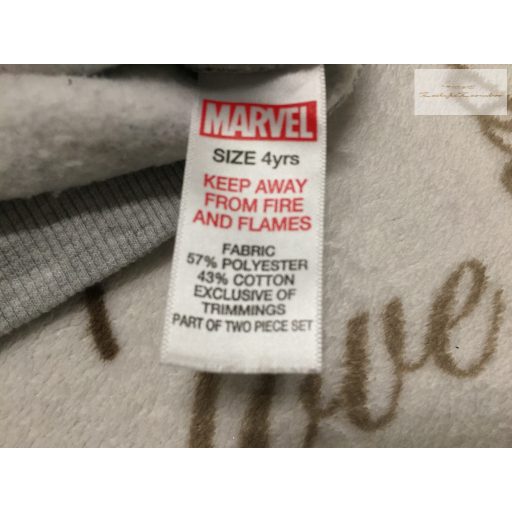 MARVEL
SIZE 4yrs
KEEP AWAY
FROM FIRE
AND FLAMES
FABRIC
57% POLYESTER
43% COTTON
EXCLUSIVE OF
TRIMMINGS
PART OF TWO PIECE SET